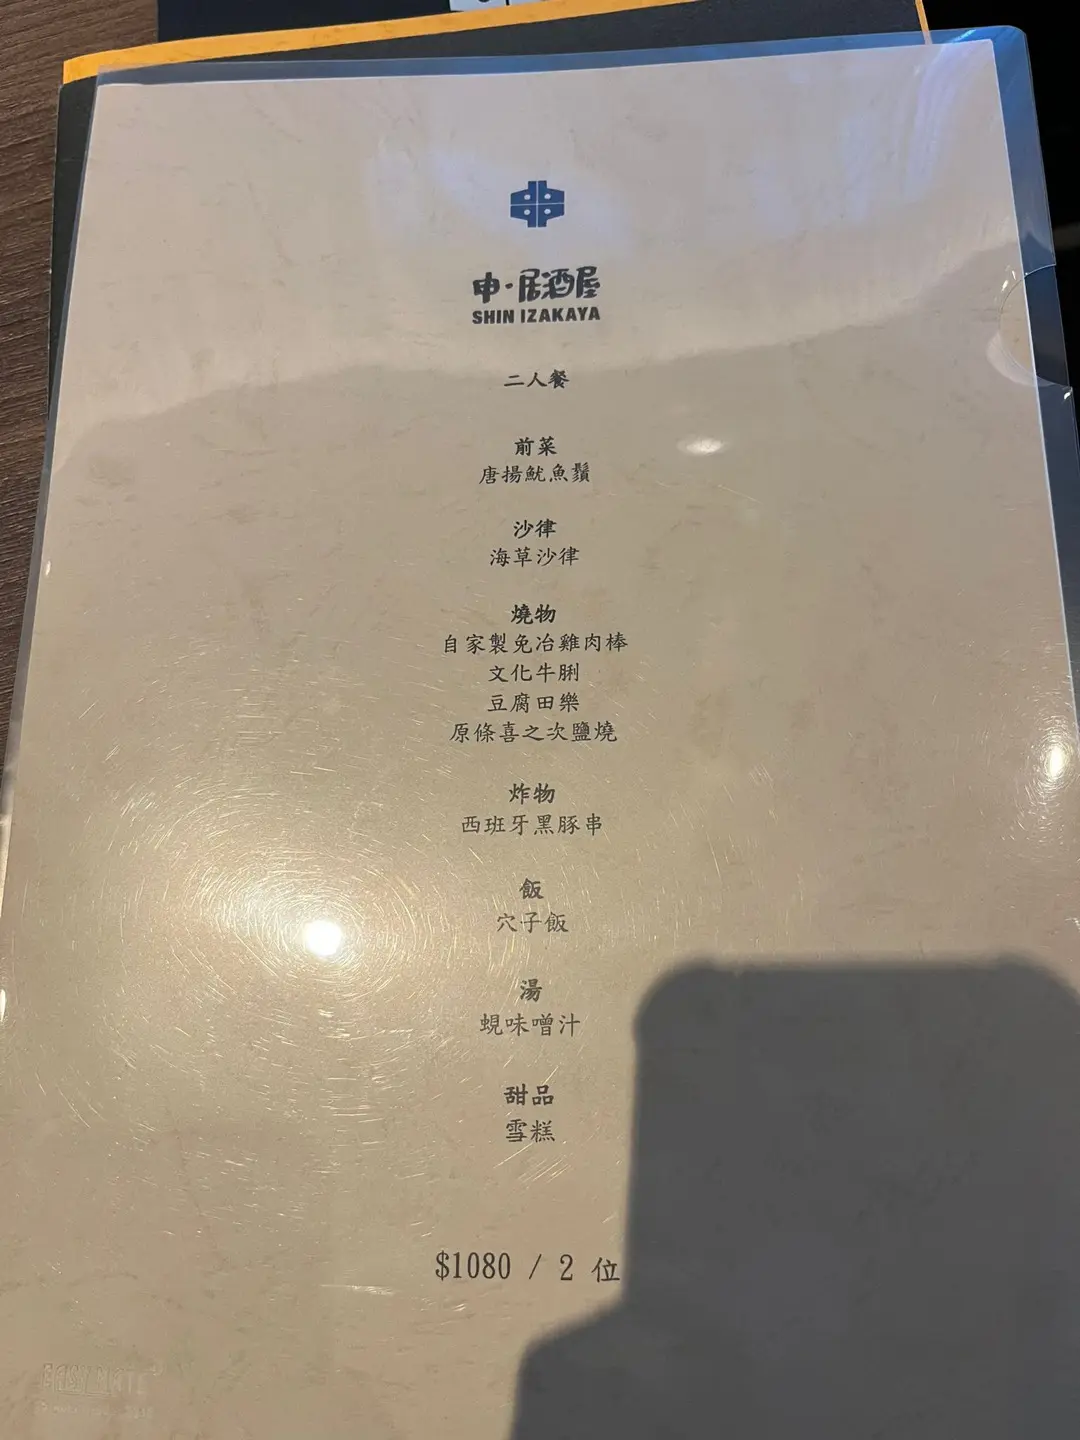 申·居酒屋
SHIN IZAKAYA
二人餐
前菜
唐揚魷魚鬚
沙律
海草沙律
燒物
自家製免冶雞肉棒
文化牛脷
豆腐田樂
原條喜之次鹽燒
炸物
西班牙黑豚串
飯
穴子飯
湯
蜆味噌汁
甜品
雪糕
$1080 / 2 位
EASY MATE